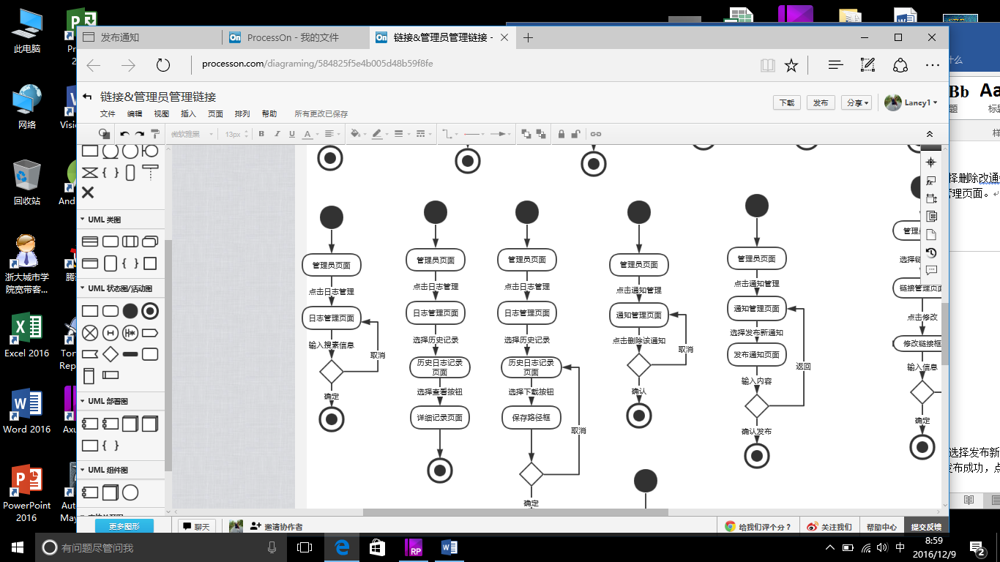 此电脑
网络
回收站
浙大城市学
院宽带客...
Excel 2016
Word 2016
PowerPoint
2016
发布通知
ProcessOn - 我的文件
链接&管理员管理链接 -
processon.com/diagraming/584825f5e4b005d48b59f8fe
链接&管理员管理链接
文件 编辑 视图 插入 页面 排列 帮助 所有更改已保存
下载 发布 分享 Lancy1
微软雅黑 13px B I U A
UML 类图
UML 状态图/活动图
UML 部署图
UML 组件图
更多图形
管理员页面
点击日志管理
日志管理页面
输入搜素信息
取消
确定
管理员页面
点击日志管理
日志管理页面
选择历史记录
历史日志记录
页面
选择查看按钮
详细记录页面
管理员页面
点击日志管理
日志管理页面
选择历史记录
历史日志记录
页面
选择下载按钮
保存路径框
取消
确定
管理员页面
点击通知管理
通知管理页面
点击删除该通知
取消
确认
管理员页面
点击通知管理
通知管理页面
选择发布新通知
发布通知页面
返回
输入内容
确认发布
管理
选择链
链接管理页
点击修改
修改链接框
输入信息
确定
聊天 邀请协作者 给我们评个分？ 关注我们 帮助中心 提交反馈
什么
Bb Aa
题 标
样
择删除改通
管理页面。
选择发布新
发布成功，点
有问题尽管问我
RP
中
8:59
2016/12/9
2